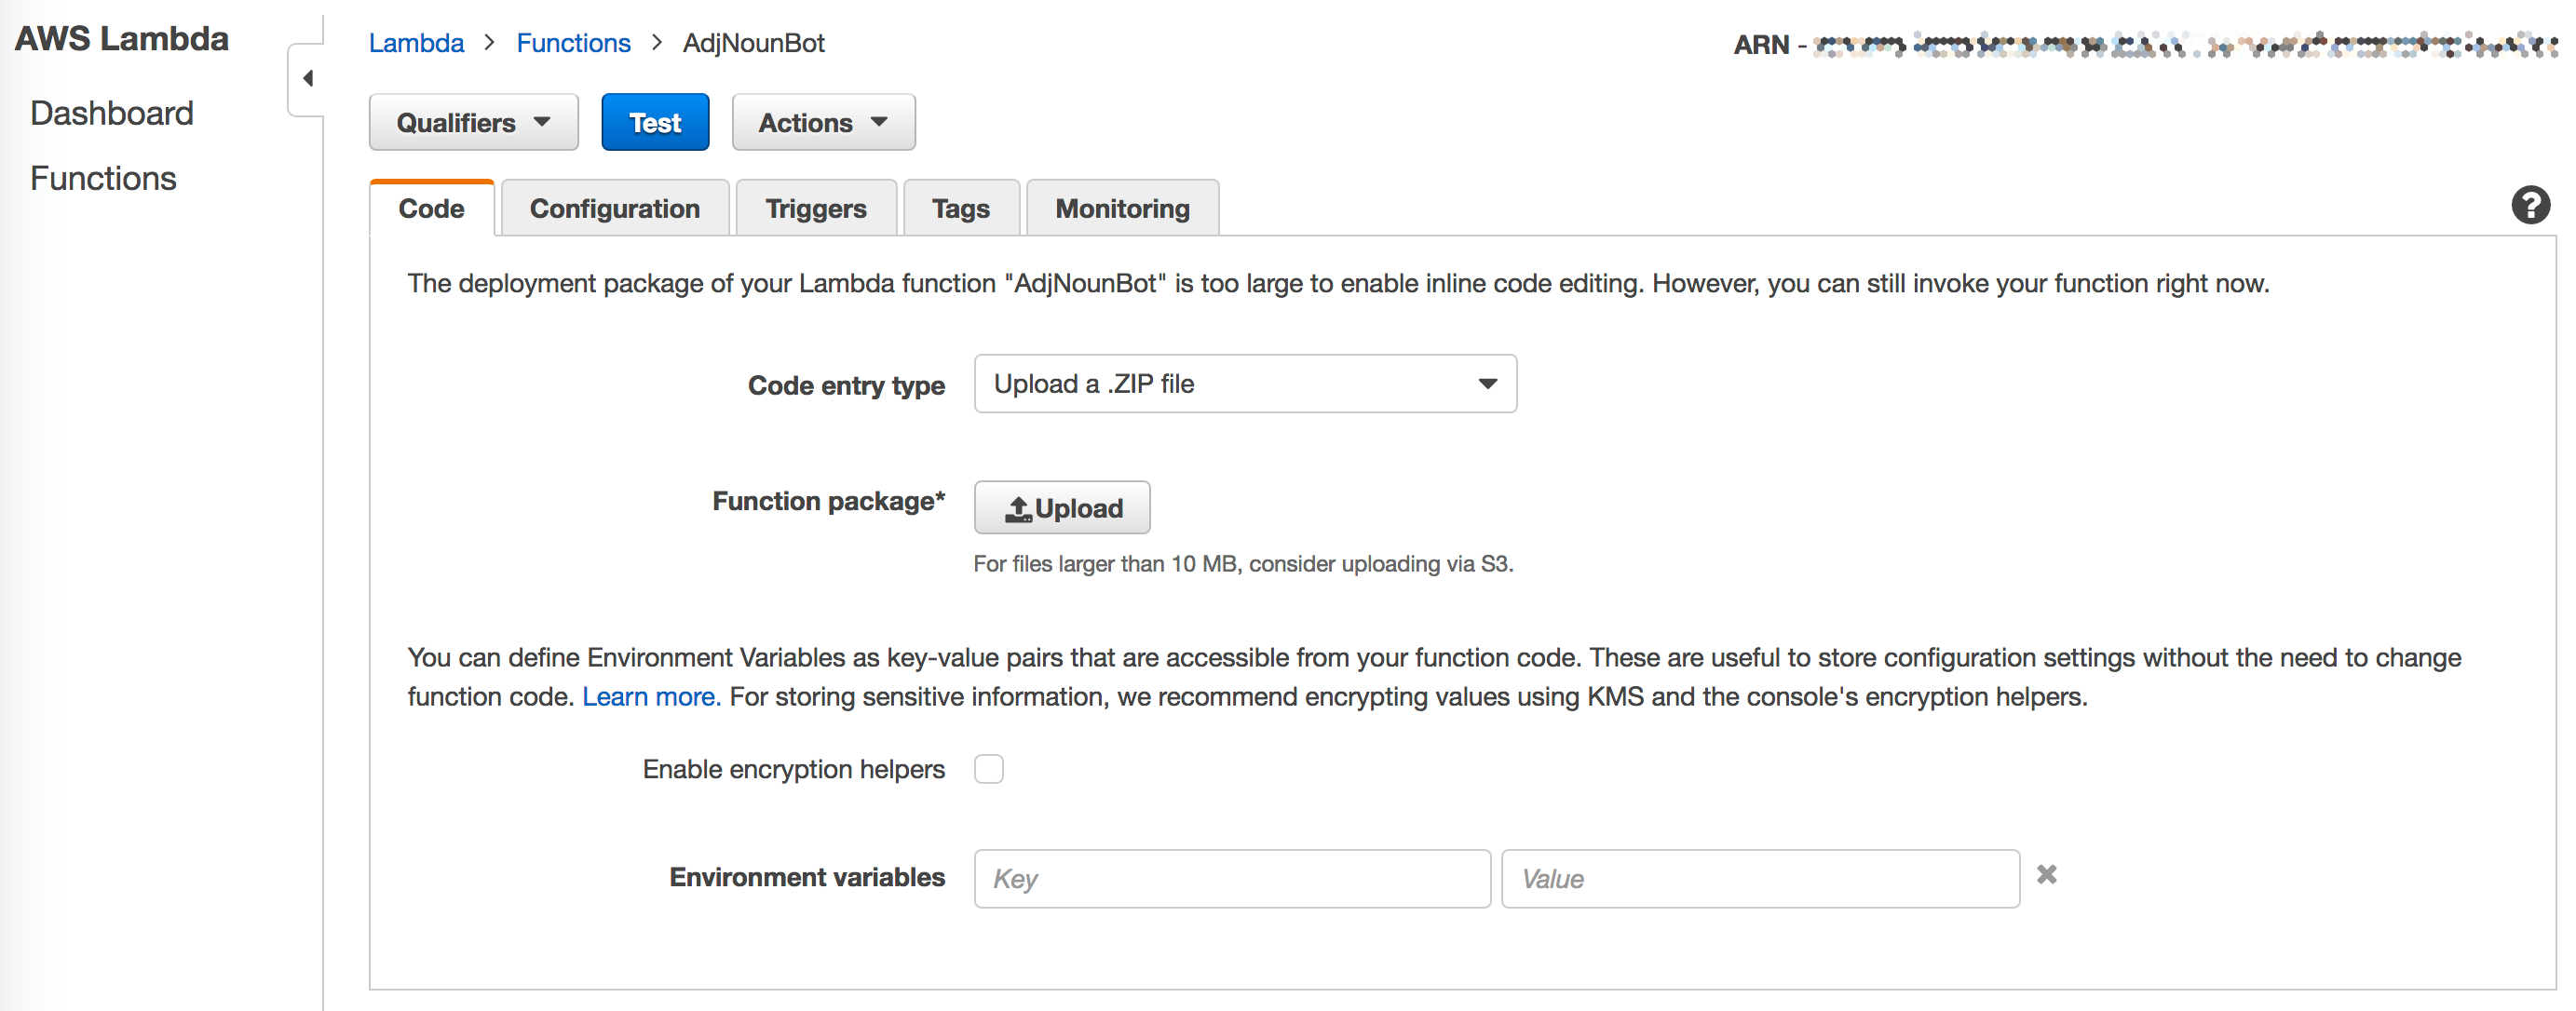 AWS Lambda
Dashboard
Functions
Lambda > Functions > AdjNounBot
ARN -
Qualifiers
Test
Actions
Code
Configuration
Triggers
Tags
Monitoring
?
The deployment package of your Lambda function "AdjNounBot" is too large to enable inline code editing. However, you can still invoke your function right now.
Code entry type
Upload a .ZIP file
Function package*
Upload
For files larger than 10 MB, consider uploading via S3.
You can define Environment Variables as key-value pairs that are accessible from your function code. These are useful to store configuration settings without the need to change
function code. Learn more. For storing sensitive information, we recommend encrypting values using KMS and the console's encryption helpers.
Enable encryption helpers
Environment variables
Key
Value